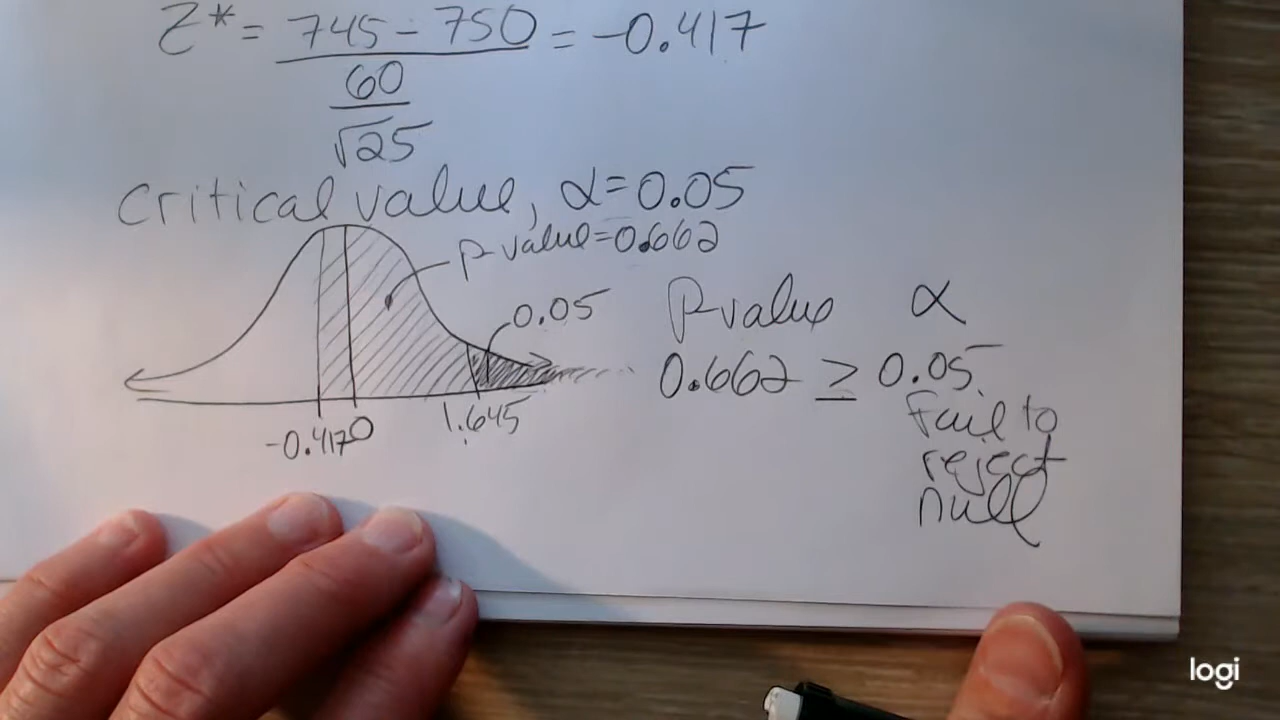 Z* = 745 - 750 = -0.417
60
√25
critical value, α = 0.05
p value = 0.662
0.05
P value α
0.662 ≥ 0.05
Fail to
reject
null
-0.417 0 1.645
logi